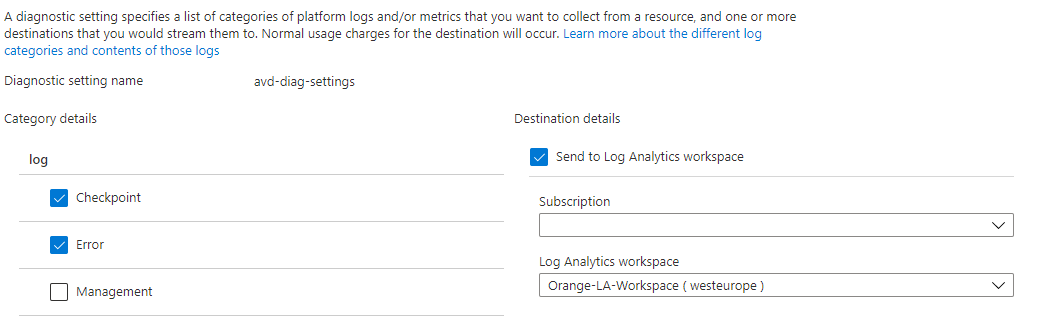 A diagnostic setting specifies a list of categories of platform logs and/or metrics that you want to collect from a resource, and one or more
destinations that you would stream them to. Normal usage charges for the destination will occur. Learn more about the different log
categories and contents of those logs
Diagnostic setting name avd-diag-settings
Category details
Destination details
log
Send to Log Analytics workspace
Checkpoint
Subscription
Error
Log Analytics workspace
Management
Orange-LA-Workspace ( westeurope )